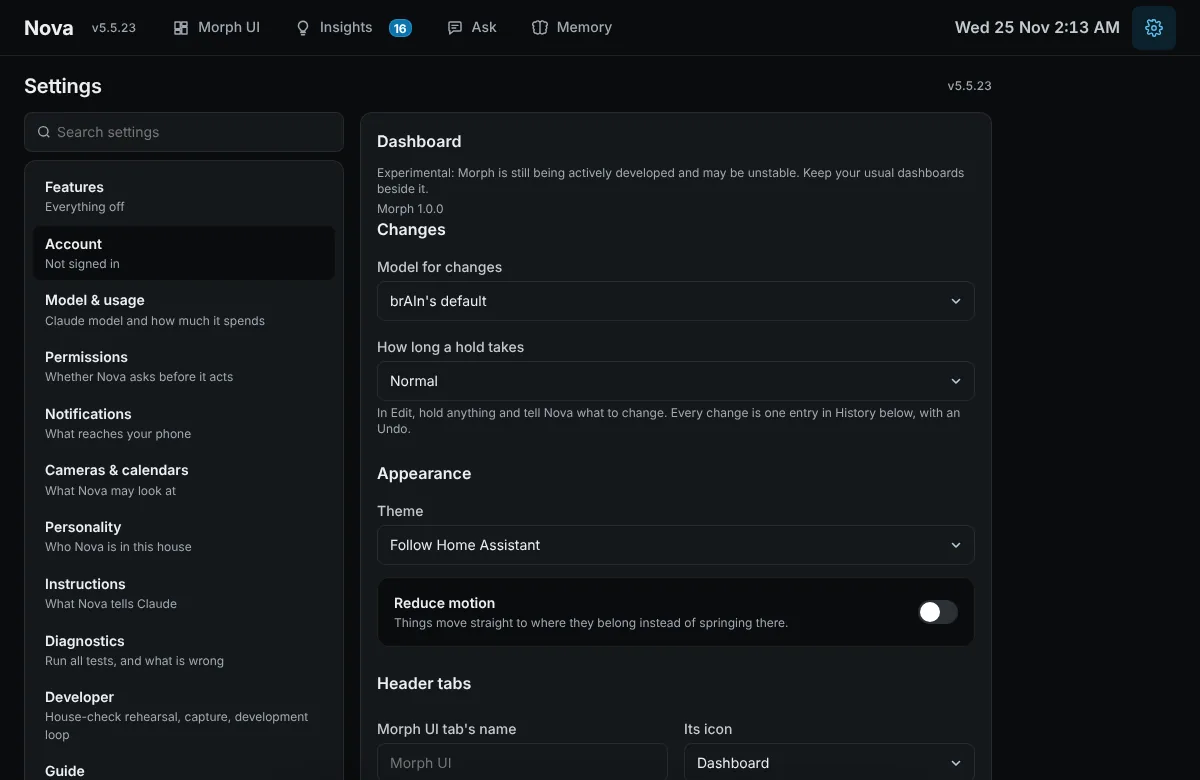 Nova v5.5.23 Morph UI Insights 16 Ask Memory Wed 25 Nov 2:13 AM
Settings
v5.5.23
Search settings
Features
Everything off
Account
Not signed in
Model & usage
Claude model and how much it spends
Permissions
Whether Nova asks before it acts
Notifications
What reaches your phone
Cameras & calendars
What Nova may look at
Personality
Who Nova is in this house
Instructions
What Nova tells Claude
Diagnostics
Run all tests, and what is wrong
Developer
House-check rehearsal, capture, development
loop
Guide
Dashboard
Experimental: Morph is still being actively developed and may be unstable. Keep your usual dashboards
beside it.
Morph 1.0.0
Changes
Model for changes
brAIn's default
How long a hold takes
Normal
In Edit, hold anything and tell Nova what to change. Every change is one entry in History below, with an
Undo.
Appearance
Theme
Follow Home Assistant
Reduce motion
Things move straight to where they belong instead of springing there.
Header tabs
Morph UI tab's name
Morph UI
Its icon
Dashboard